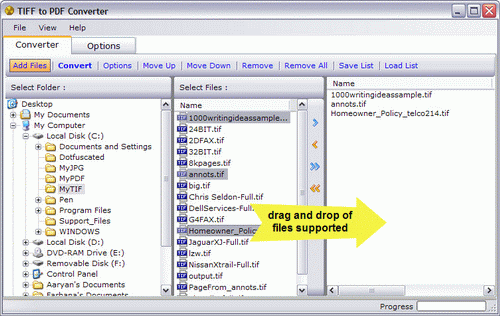 TIFF to PDF Converter
File View Help
Converter Options
Add Files Convert Options Move Up Move Down Remove Remove All Save List Load List
Select Folder :
Desktop
My Documents
My Computer
Local Disk (C:)
Documents and Settings
Dotfuscated
MyJPG
MyPDF
MyTIF
Pen
Program Files
Support_Files
WINDOWS
Local Disk (D:)
DVD-RAM Drive (E:)
Removable Disk (F:)
Control Panel
Aaryan's Documents
Farhana's Documents
Select Files :
Name
1000writingideassample...
24BIT.tif
2DFAX.tif
32BIT.tif
8kpages.tif
annots.tif
big.tif
Chris Seldon-Full.tif
DellServices-Full.tif
G4FAX.tif
Homeowner_Polic
JaguarXJ-Full.tif
lzw.tif
NissanXtrail-Full.tif
output.tif
PageFrom_annots.tif
drag and drop of
files supported
Name
1000writingideassample.tif
annots.tif
Homeowner_Policy_telco214.tif
Progress